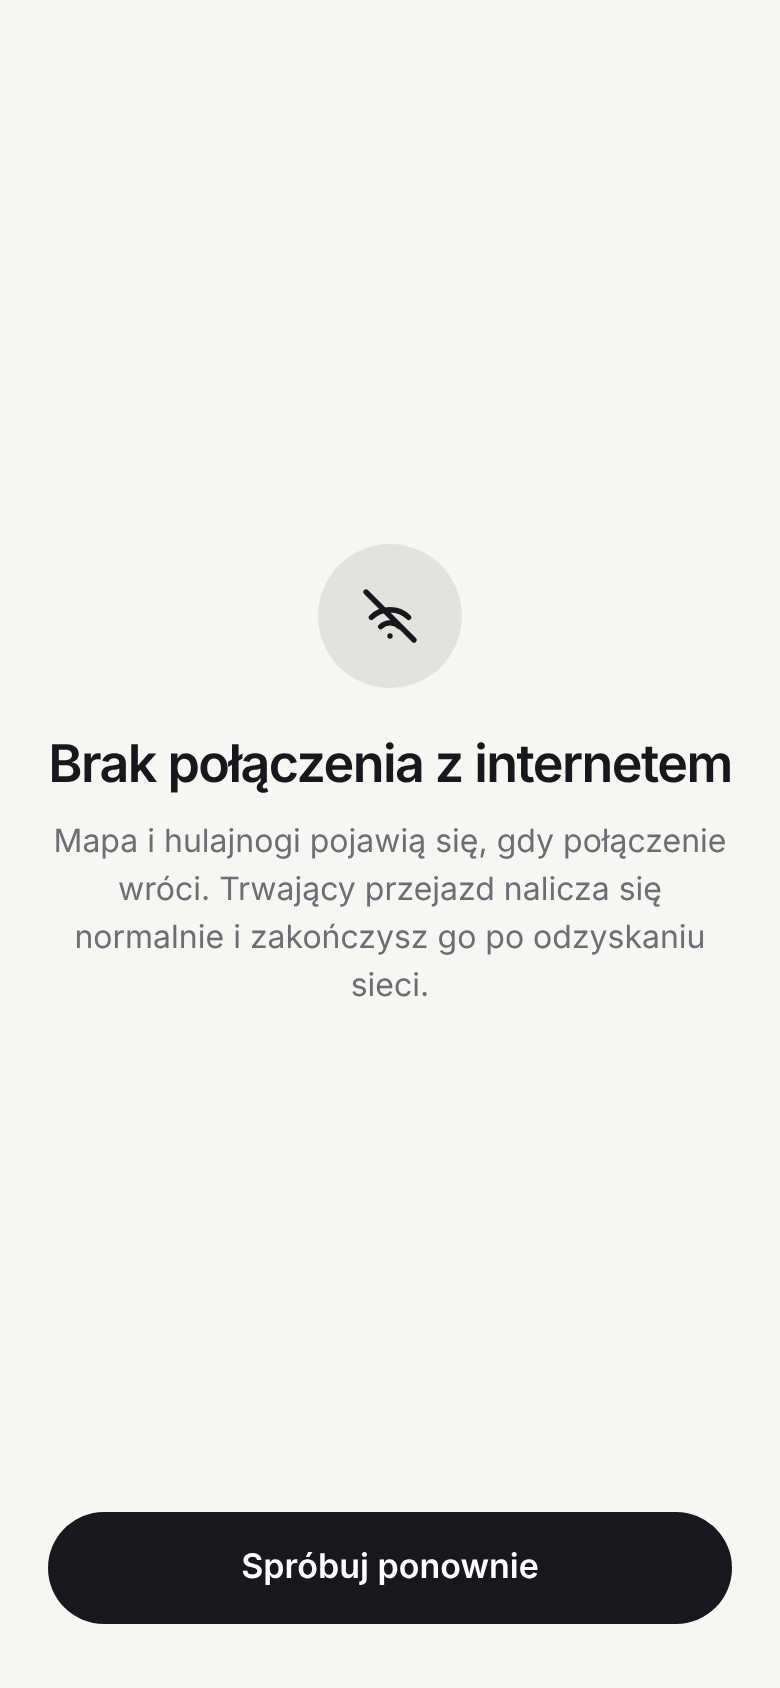 Brak połączenia z internetem
Mapa i hulajnogi pojawią się, gdy połączenie
wróci. Trwający przejazd nalicza się
normalnie i zakończysz go po odzyskaniu
sieci.
Spróbuj ponownie